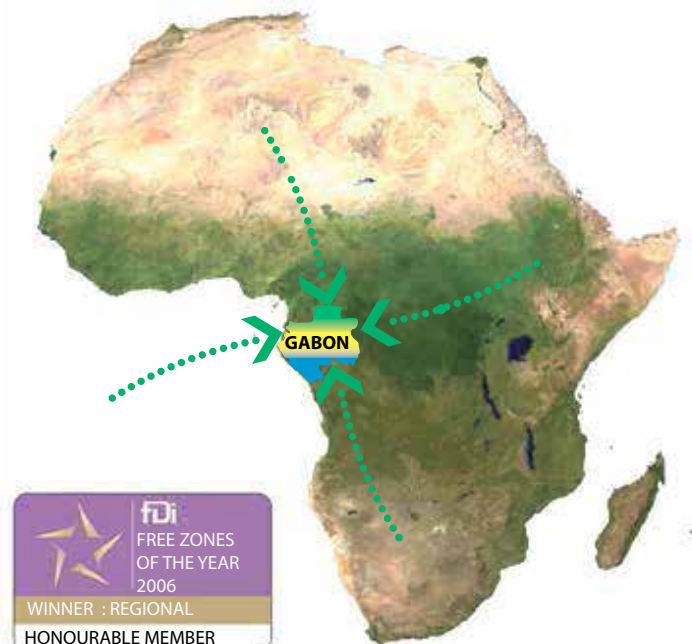 GABON
fDi
FREE ZONES
OF THE YEAR
2006
WINNER : REGIONAL
HONOURABLE MEMBER